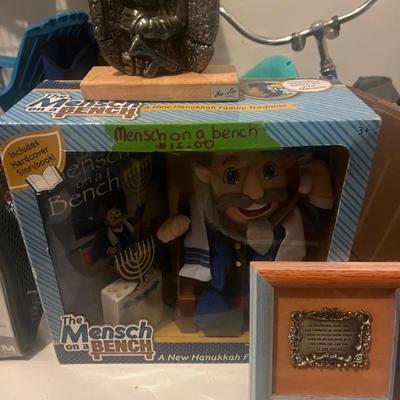 The
Mensch
on a BENCH
A New Hanukkah Family Tradition
3+
Mensch on a bench
$15.00
Includes
Hardcover
Storybook!
Mensch
on a
Bench
The
Mensch
on a BENCH
A New Hanukkah F